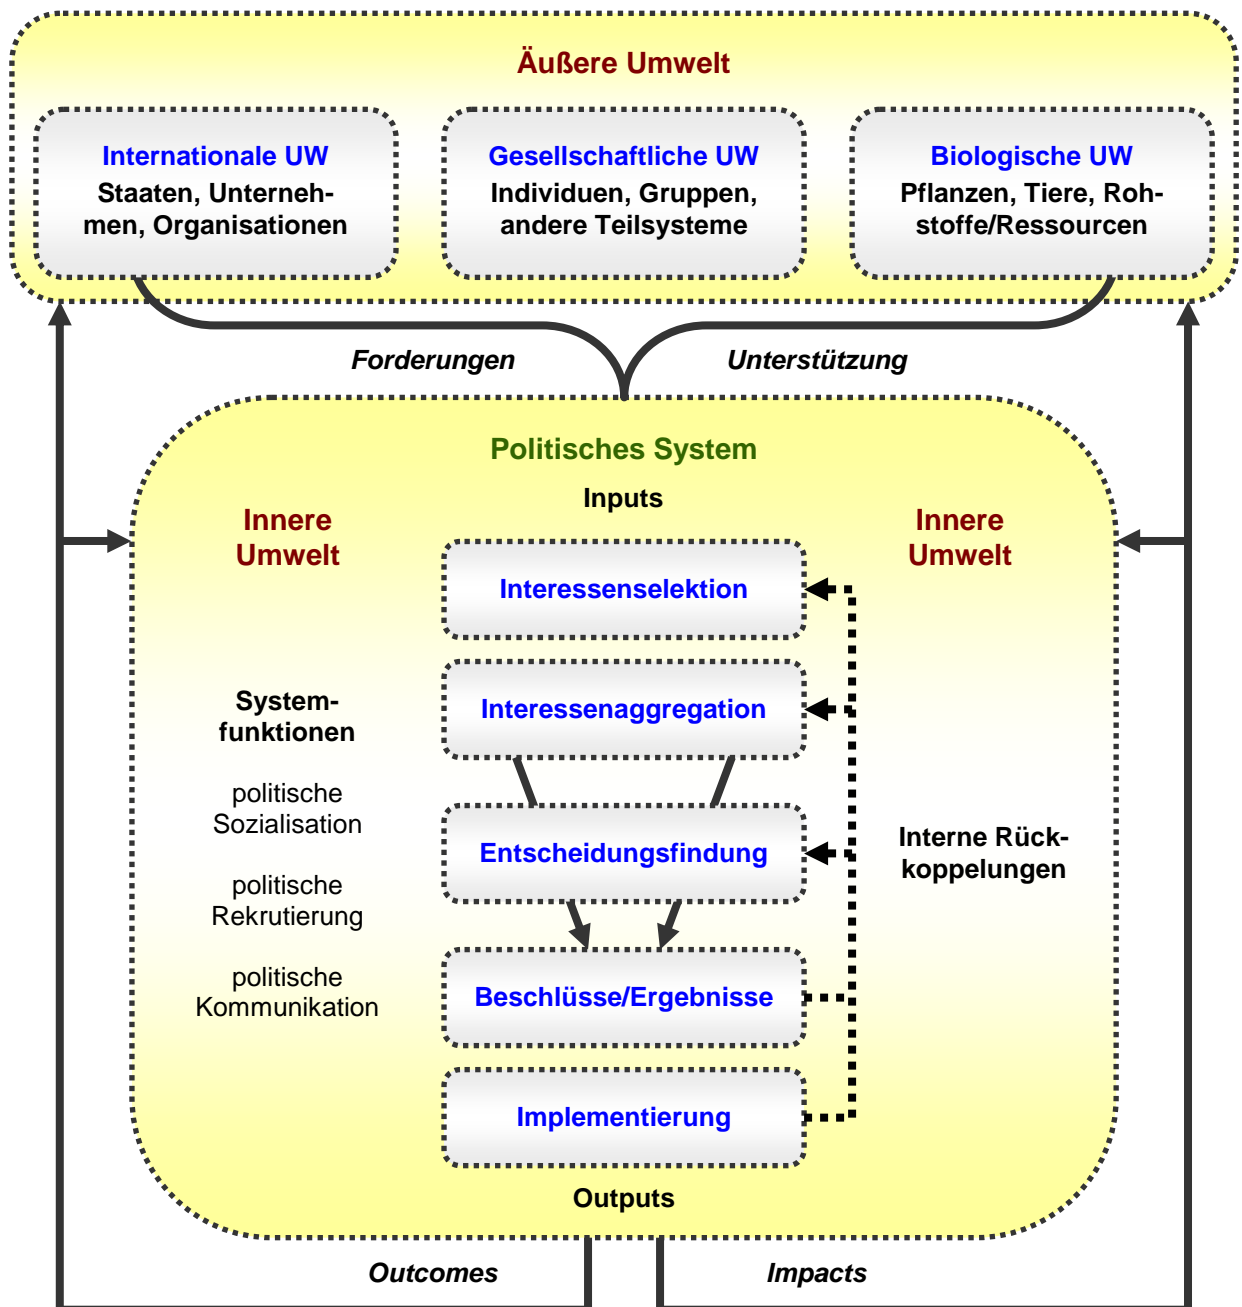 Äußere Umwelt
Internationale UW
Staaten, Unterneh-
men, Organisationen
Gesellschaftliche UW
Individuen, Gruppen,
andere Teilsysteme
Biologische UW
Pflanzen, Tiere, Roh-
stoffe/Ressourcen
Forderungen
Unterstützung
Politisches System
Inputs
Innere
Umwelt
Innere
Umwelt
Interessenselektion
Interessenaggregation
System-
funktionen
politische
Sozialisation
politische
Rekrutierung
politische
Kommunikation
Entscheidungsfindung
Interne Rück-
koppelungen
Beschlüsse/Ergebnisse
Implementierung
Outputs
Outcomes
Impacts